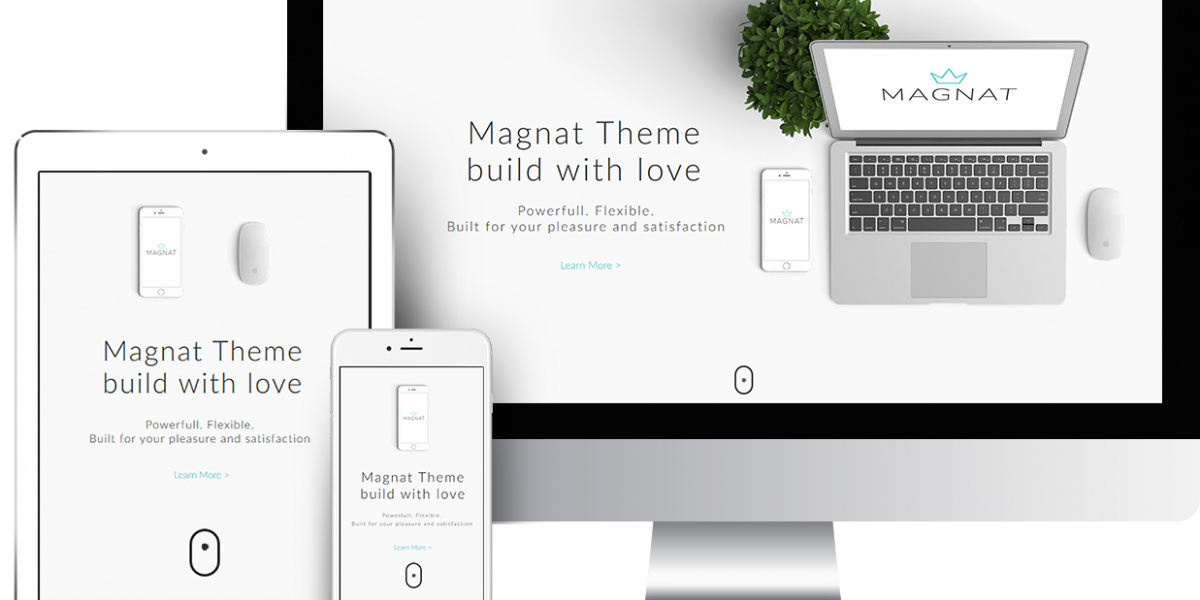 MAGNAT
Magnat Theme
build with love
Powerfull. Flexible.
Built for your pleasure and satisfaction
Learn More >
MAGNAT
MAGNAT
Magnat Theme
build with love
Powerfull. Flexible.
Built for your pleasure and satisfaction
Learn More >
MAGNAT
Magnat Theme
build with love
Powerfull. Flexible.
Built for your pleasure and satisfaction
Learn More >